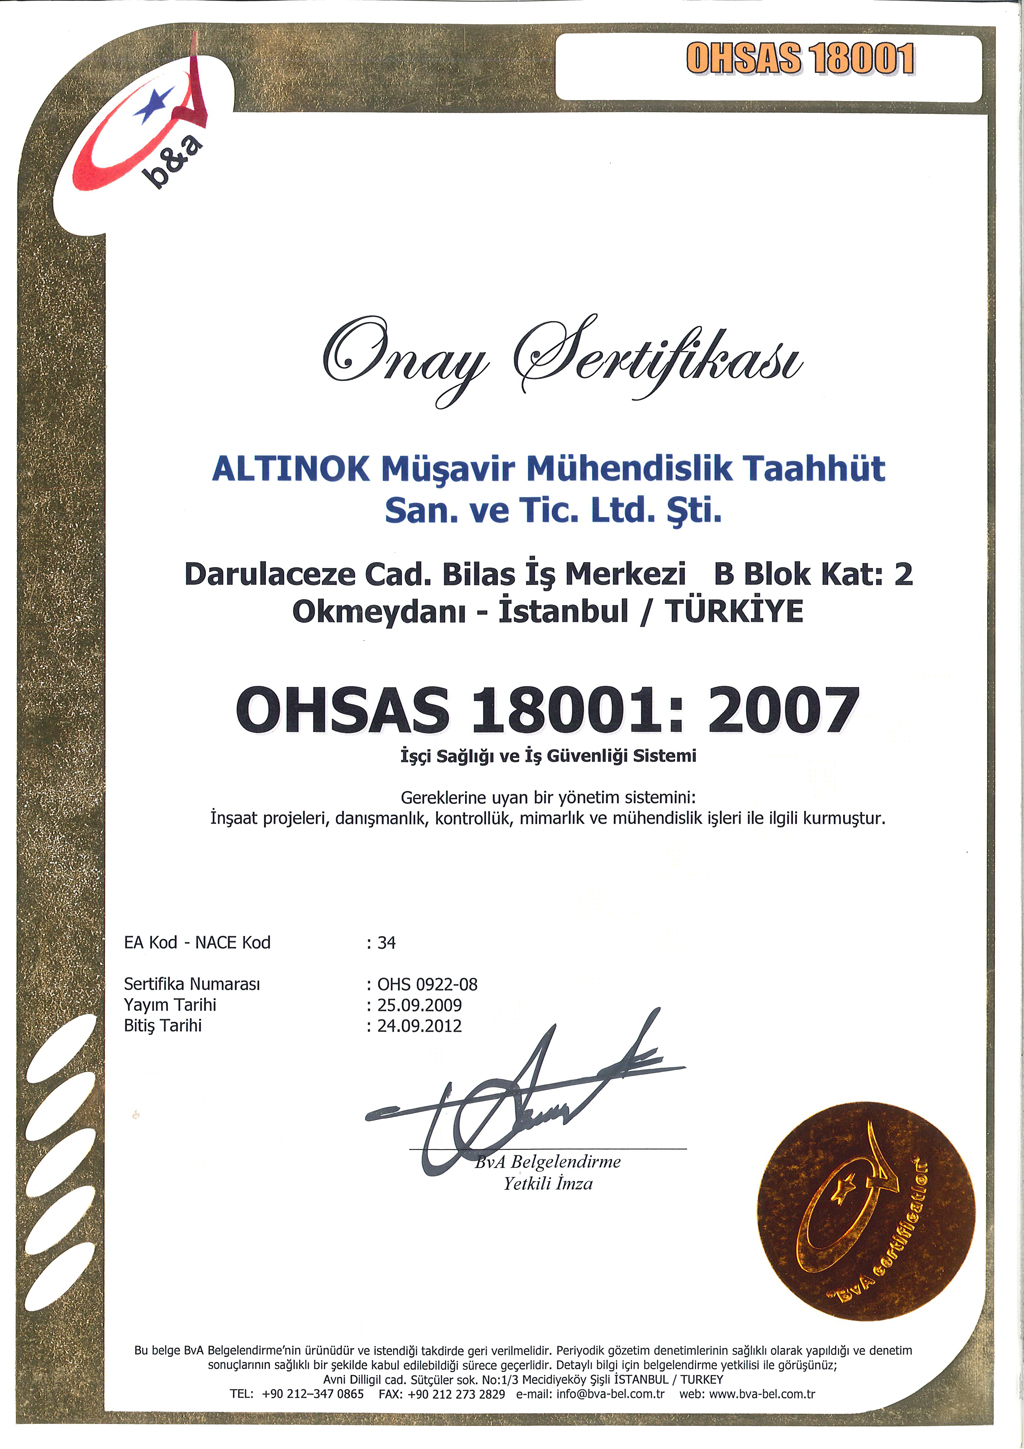 OHSAS 18001
b&a
Onay Sertifikası
ALTINOK Müşavir Mühendislik Taahhüt
San. ve Tic. Ltd. Şti.
Darulaceze Cad. Bilas İş Merkezi B Blok Kat: 2
Okmeydanı - İstanbul / TÜRKİYE
OHSAS 18001: 2007
İşçi Sağlığı ve İş Güvenliği Sistemi
Gereklerine uyan bir yönetim sistemini:
İnşaat projeleri, danışmanlık, kontrollük, mimarlık ve mühendislik işleri ile ilgili kurmuştur.
EA Kod - NACE Kod : 34
Sertifika Numarası : OHS 0922-08
Yayım Tarihi : 25.09.2009
Bitiş Tarihi : 24.09.2012
BvA Belgelendirme
Yetkili İmza
"BvA certification"
Bu belge BvA Belgelendirme'nin ürünüdür ve istendiği takdirde geri verilmelidir. Periyodik gözetim denetimlerinin sağlıklı olarak yapıldığı ve denetim
sonuçlarının sağlıklı bir şekilde kabul edilebildiği sürece geçerlidir. Detaylı bilgi için belgelendirme yetkilisi ile görüşünüz;
Avni Dilligil cad. Sütçüler sok. No:1/3 Mecidiyeköy Şişli İSTANBUL / TURKEY
TEL: +90 212-347 0865 FAX: +90 212 273 2829 e-mail: info@bva-bel.com.tr web: www.bva-bel.com.tr